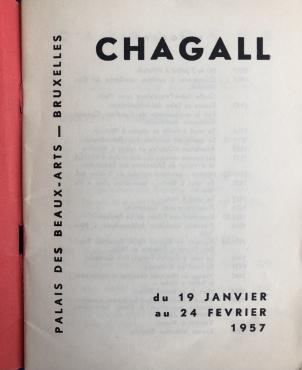 CHAGALL
PALAIS DES BEAUX-ARTS — BRUXELLES
du 19 JANVIER
au 24 FEVRIER
1957